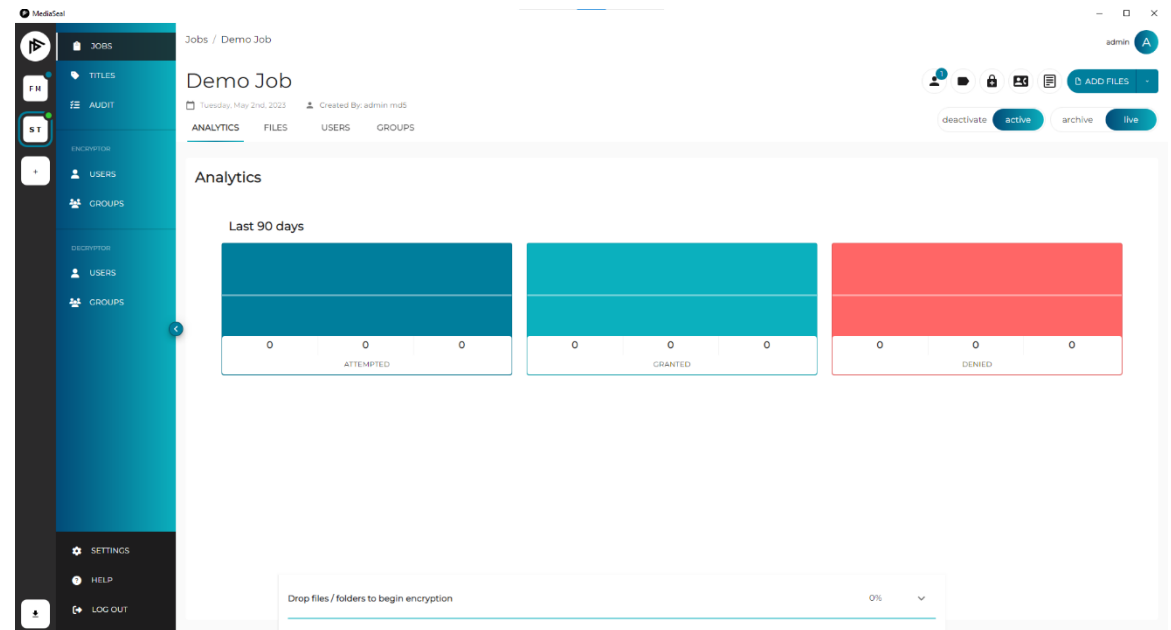 MediaSeal
JOBS
TITLES
AUDIT
ENCRYPTOR
USERS
GROUPS
DECRYPTOR
USERS
GROUPS
SETTINGS
HELP
LOG OUT
F N
S T
+
Jobs / Demo Job
admin A
Demo Job
1
ADD FILES
Tuesday, May 2nd, 2023 Created By: admin md5
deactivate active archive live
ANALYTICS FILES USERS GROUPS
Analytics
Last 90 days
0 0 0 0 0 0 0 0 0
ATTEMPTED GRANTED DENIED
Drop files / folders to begin encryption 0%